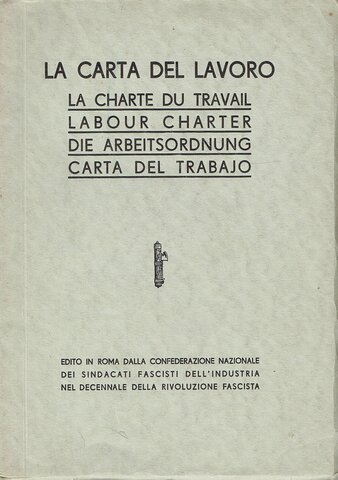 LA CARTA DEL LAVORO
LA CHARTE DU TRAVAIL
LABOUR CHARTER
DIE ARBEITSORDNUNG
CARTA DEL TRABAJO
EDITO IN ROMA DALLA CONFEDERAZIONE NAZIONALE
DEI SINDACATI FASCISTI DELL'INDUSTRIA
NEL DECENNALE DELLA RIVOLUZIONE FASCISTA